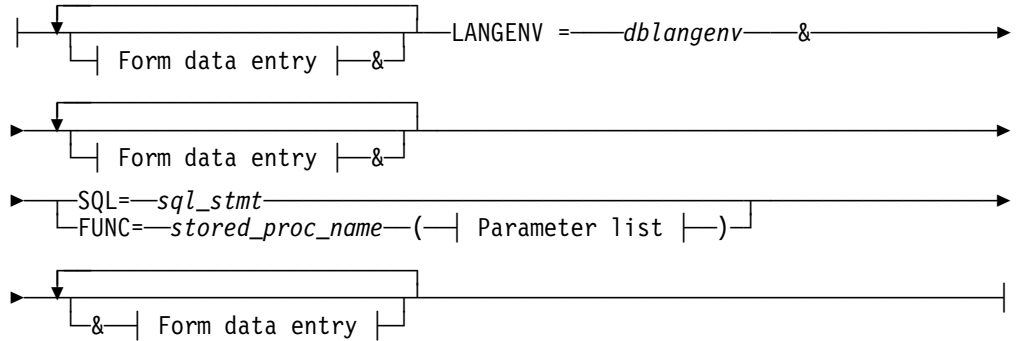 LANGENV = dblangenv &
Form data entry &
Form data entry &
SQL= sql_stmt
FUNC= stored_proc_name ( Parameter list )
& Form data entry